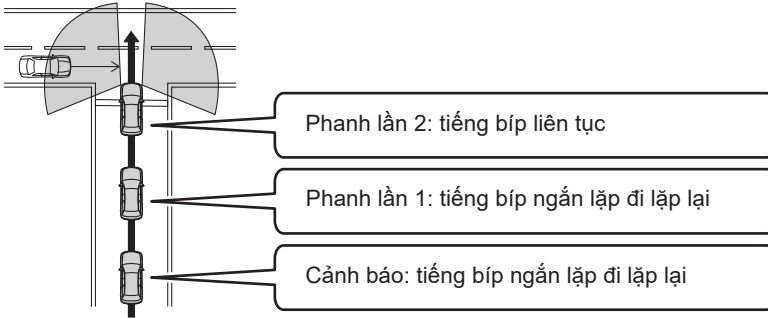 Phanh lần 2: tiếng bíp liên tục
Phanh lần 1: tiếng bíp ngắn lặp đi lặp lại
Cảnh báo: tiếng bíp ngắn lặp đi lặp lại